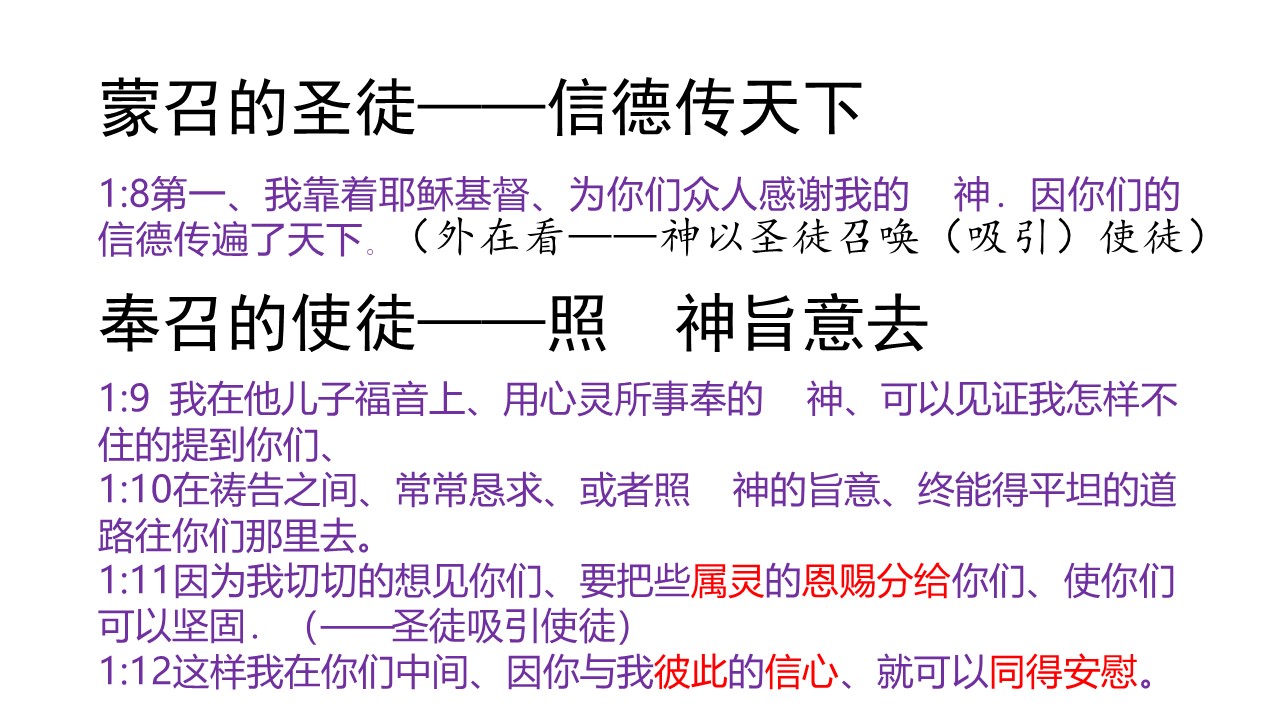 蒙召的圣徒——信德传天下
1:8第一、我靠着耶稣基督、为你们众人感谢我的　神．因你们的
信德传遍了天下。（外在看——神以圣徒召唤（吸引）使徒）
奉召的使徒——照　神旨意去
1:9 我在他儿子福音上、用心灵所事奉的　神、可以见证我怎样不
住的提到你们、
1:10在祷告之间、常常恳求、或者照　神的旨意、终能得平坦的道
路往你们那里去。
1:11因为我切切的想见你们、要把些属灵的恩赐分给你们、使你们
可以坚固．（——圣徒吸引使徒）
1:12这样我在你们中间、因你与我彼此的信心、就可以同得安慰。